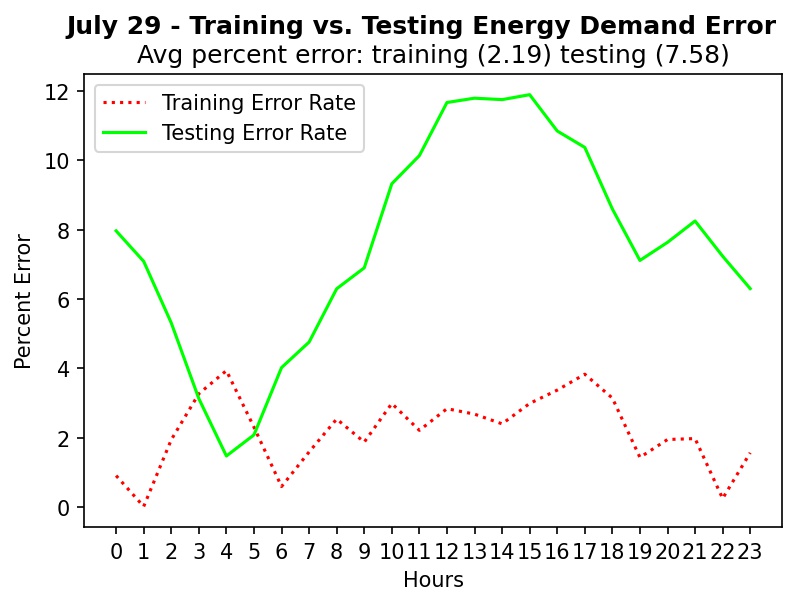 July 29 - Training vs. Testing Energy Demand Error
Avg percent error: training (2.19) testing (7.58)
Training Error Rate
Testing Error Rate
12
10
8
6
4
2
0
Percent Error
0 1 2 3 4 5 6 7 8 9 10 11 12 13 14 15 16 17 18 19 20 21 22 23
Hours